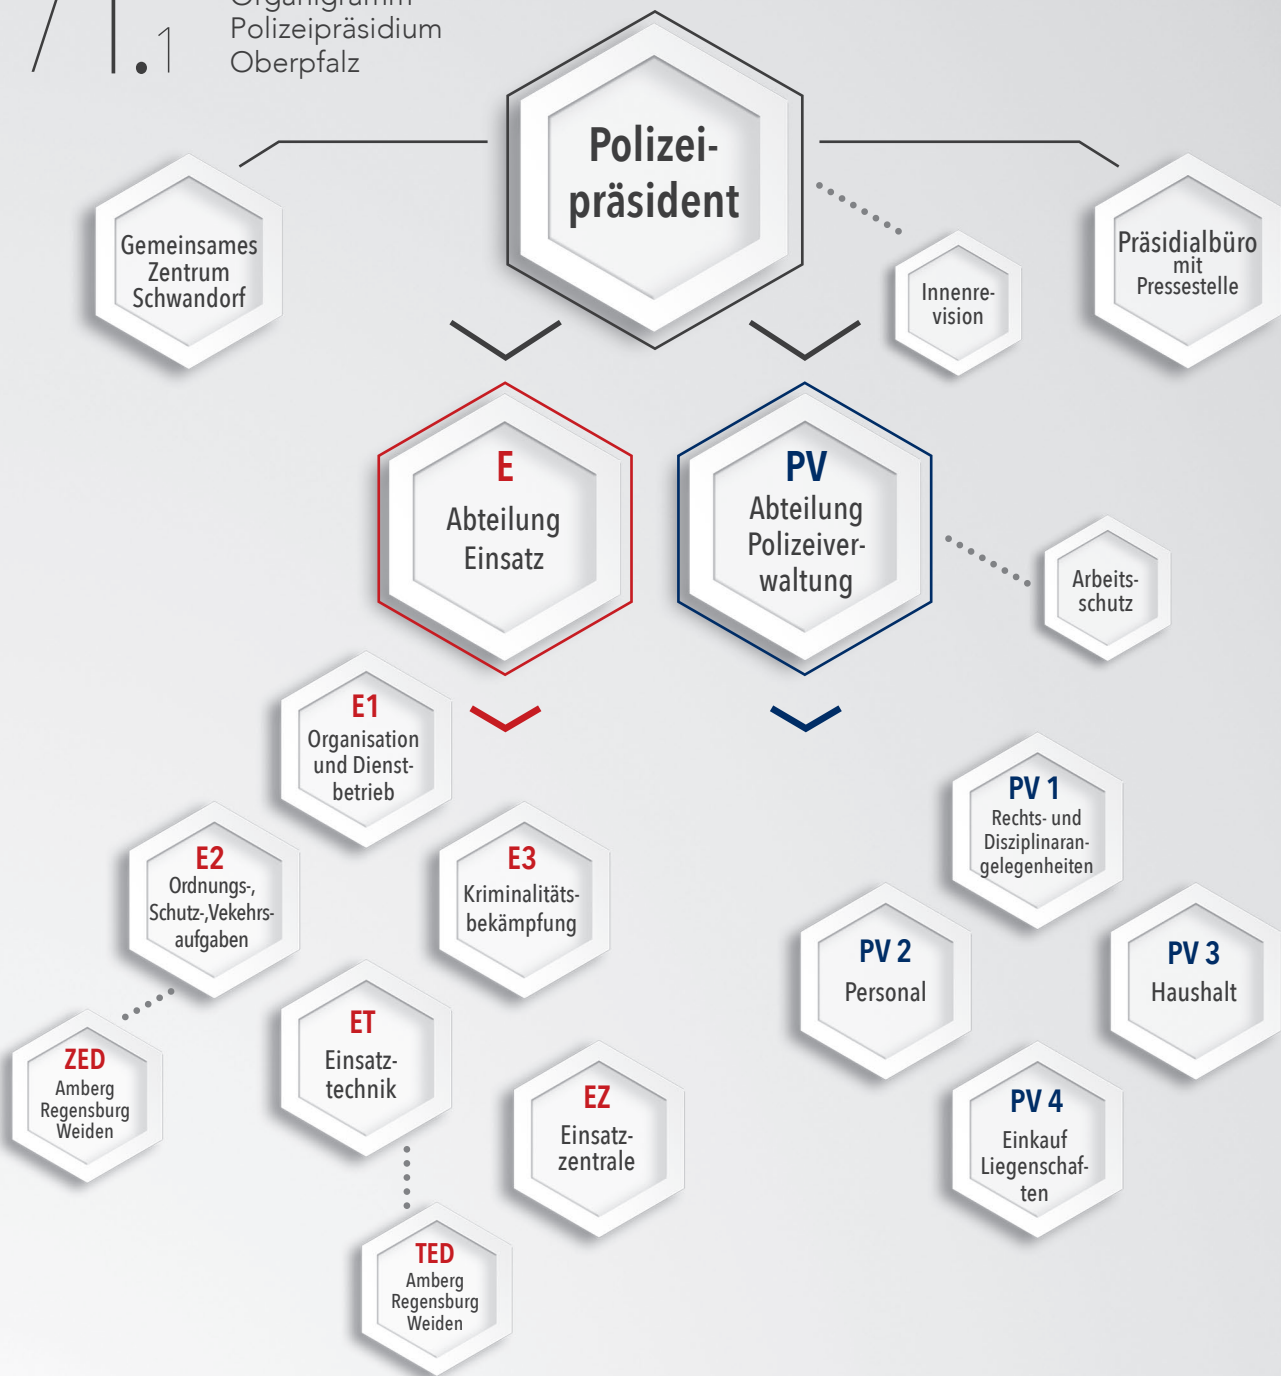 .1
Organigramm
Polizeipräsidium
Oberpfalz
Polizei-
präsident
Gemeinsames
Zentrum
Schwandorf
Innenre-
vision
Präsidialbüro
mit
Pressestelle
E
Abteilung
Einsatz
PV
Abteilung
Polizeiver-
waltung
Arbeits-
schutz
E1
Organisation
und Dienst-
betrieb
E2
Ordnungs-,
Schutz-,Vekehrs-
aufgaben
E3
Kriminalitäts-
bekämpfung
ZED
Amberg
Regensburg
Weiden
ET
Einsatz-
technik
EZ
Einsatz-
zentrale
TED
Amberg
Regensburg
Weiden
PV 1
Rechts- und
Disziplinaran-
gelegenheiten
PV 2
Personal
PV 3
Haushalt
PV 4
Einkauf
Liegenschaf-
ten